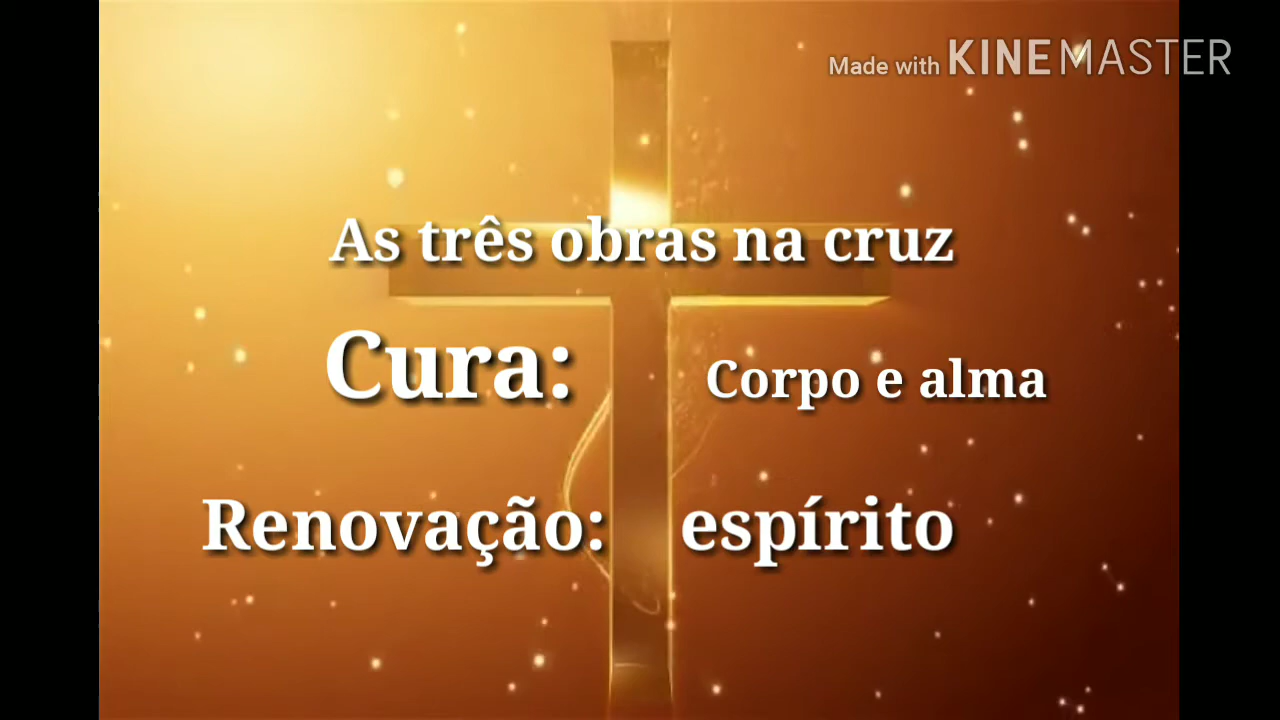 Made with KINEMASTER
As três obras na cruz
Cura: Corpo e alma
Renovação: espírito